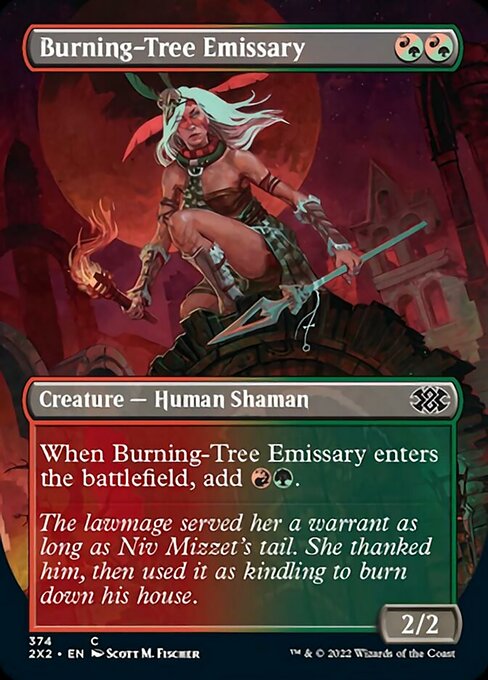 Burning-Tree Emissary
Creature — Human Shaman
When Burning-Tree Emissary enters
the battlefield, add
.
The lawmage served her a warrant as
long as Niv Mizzet's tail. She thanked
him, then used it as kindling to burn
down his house.
2/2
374 C
2X2 • EN Scott M. Fischer
™ & © 2022 Wizards of the Coast